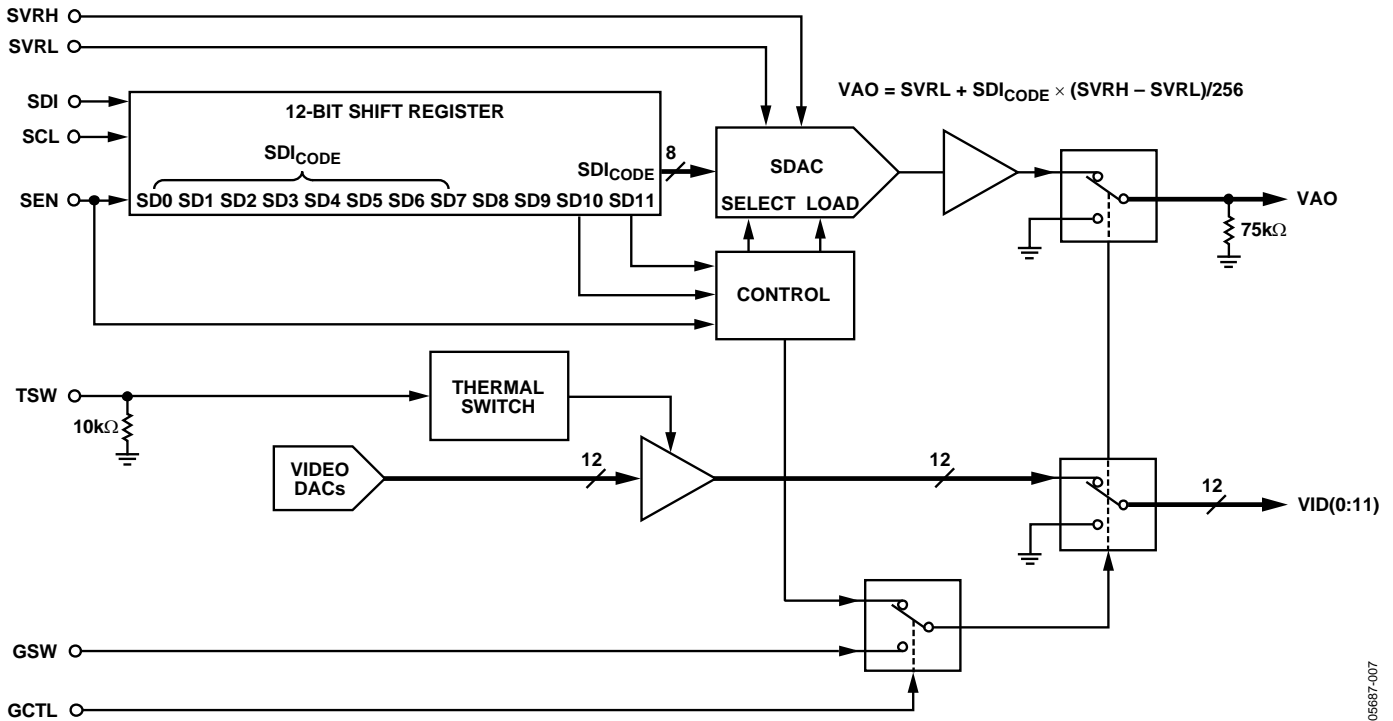 SVRH
SVRL
VAO = SVRL + SDICODE × (SVRH – SVRL)/256
SDI
SCL
SEN
12-BIT SHIFT REGISTER
SDICODE
SDICODE
SD0 SD1 SD2 SD3 SD4 SD5 SD6 SD7 SD8 SD9 SD10 SD11
8
SDAC
SELECT LOAD
VAO
75kΩ
CONTROL
TSW
10kΩ
THERMAL
SWITCH
VIDEO
DACs
12
12
12
VID(0:11)
GSW
GCTL
05687-007